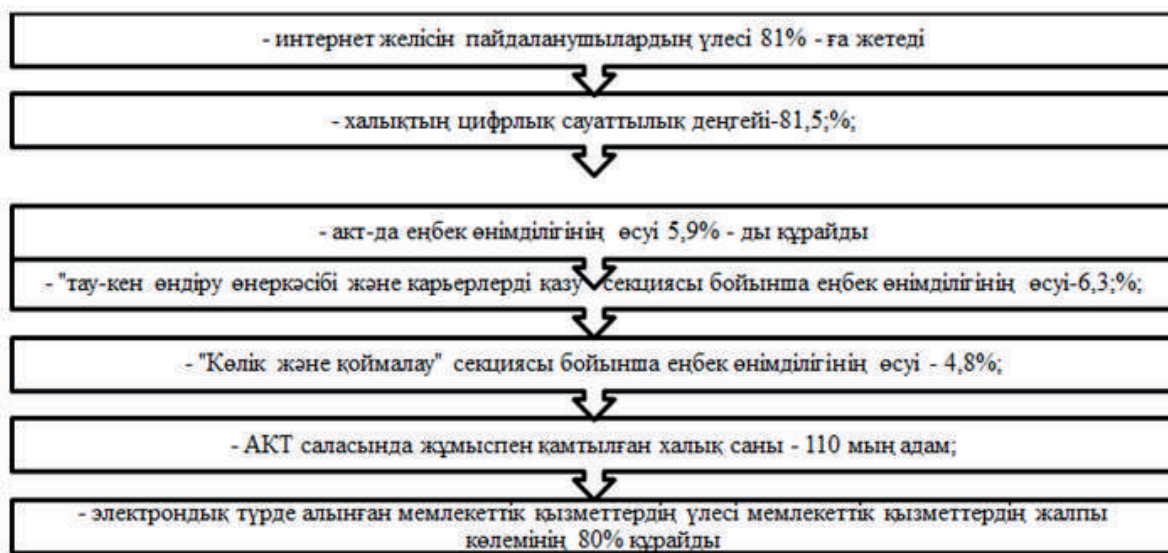 - интернет желісін пайдаланушылардың үлесі 81% - ға жетеді
- халықтың цифрлық сауаттылық деңгейі-81,5;%;
- акт-да еңбек өнімділігінің өсуі 5,9% - ды құрайды
- "тау-кен өндіру өнеркәсібі және карьерлерді қазу секциясы бойынша еңбек өнімділігінің өсуі-6,3;%;
- "Көлік және қоймалау" секциясы бойынша еңбек өнімділігінің өсуі - 4,8%;
- АКТ саласында жұмыспен қамтылған халық саны - 110 мың адам;
- электрондық түрде алынған мемлекеттік қызметтердің үлесі мемлекеттік қызметтердің жалпы
көлемінің 80% құрайды